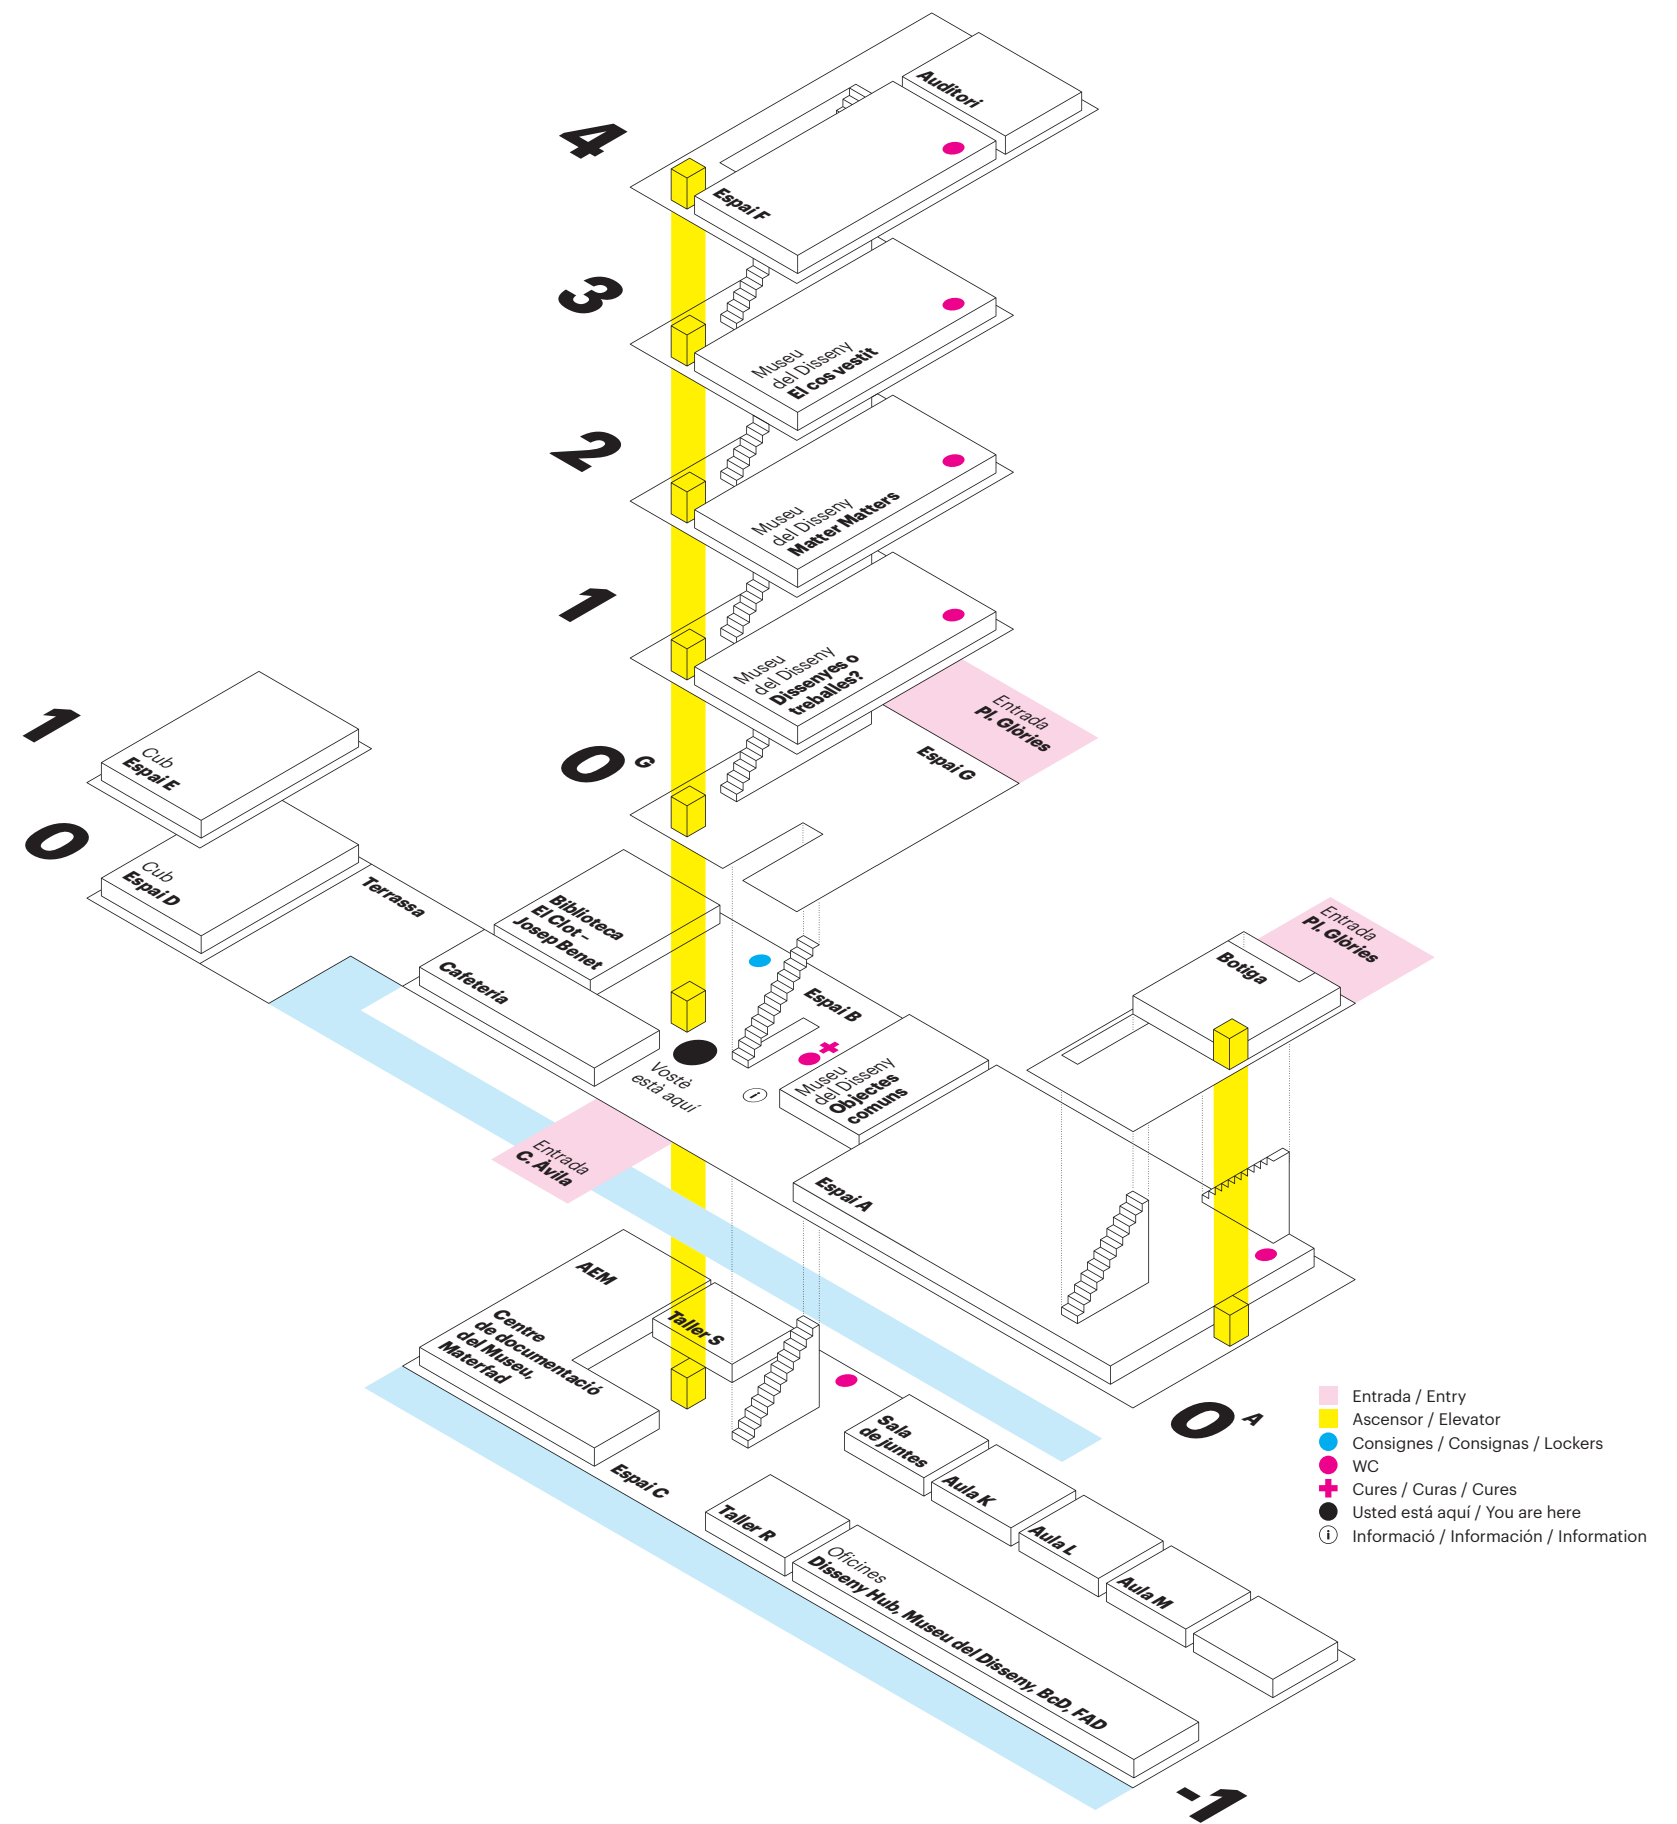 4
Auditori
Espai F
3
Museu
del Disseny
El cos vestit
2
Museu
del Disseny
Matter Matters
1
Museu
del Disseny
Dissenyes o
treballes?
Entrada
Pl. Glòries
0 G
Espai G
1
Cub
Espai E
0
Cub
Espai D
Terrassa
Biblioteca
El Clot –
Josep Benet
Cafeteria
Espai B
Vostè
està aquí
i
Museu
del Disseny
Objectes
comuns
Entrada
C. Àvila
Espai A
Entrada
Pl. Glòries
Botiga
0 A
AEM
Centre
de documentació
del Museu,
Materfad
Taller S
Espai C
Sala
de juntes
Aula K
Aula L
Aula M
Taller R
Oficines
Disseny Hub, Museu del Disseny, BcD, FAD
-1
Entrada / Entry
Ascensor / Elevator
Consignes / Consignas / Lockers
WC
Cures / Curas / Cures
Usted está aquí / You are here
i Informació / Información / Information